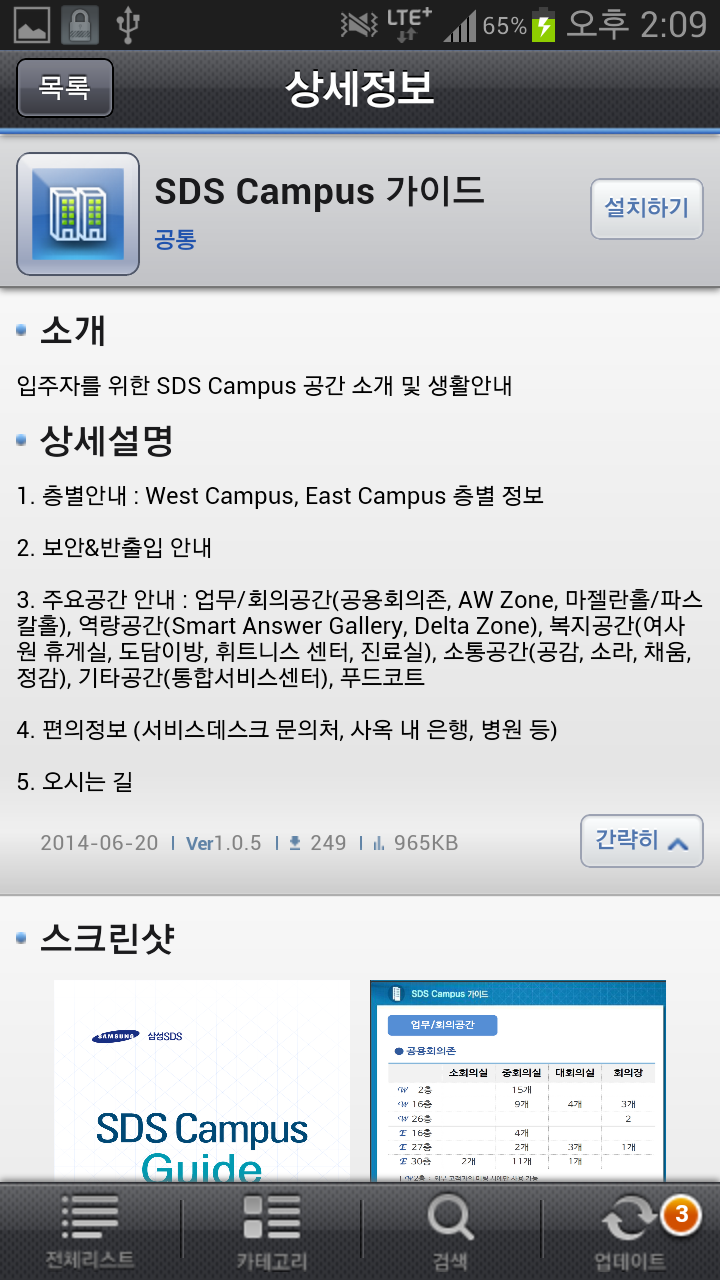 LTE+ 65% 오후 2:09
목록 상세정보
SDS Campus 가이드
공통
설치하기
소개
입주자를 위한 SDS Campus 공간 소개 및 생활안내
상세설명
1. 층별안내 : West Campus, East Campus 층별 정보
2. 보안&반출입 안내
3. 주요공간 안내 : 업무/회의공간(공용회의존, AW Zone, 마젤란홀/파스
칼홀), 역량공간(Smart Answer Gallery, Delta Zone), 복지공간(여사
원 휴게실, 도담이방, 휘트니스 센터, 진료실), 소통공간(공감, 소라, 채움,
정감), 기타공간(통합서비스센터), 푸드코트
4. 편의정보 (서비스데스크 문의처, 사옥 내 은행, 병원 등)
5. 오시는 길
2014-06-20 Ver1.0.5 249 965KB
간략히
스크린샷
SAMSUNG 삼성SDS
SDS Campus
Guide
SDS Campus 가이드
업무/회의공간
공용회의존
소회의실 중회의실 대회의실 회의장
W 2층 15개
W 16층 9개 4개 3개
W 26층 2
E 16층 4개
E 27층 2개 3개 1개
E 30층 2개 11개 1개
전체리스트 카테고리 검색 업데이트 3